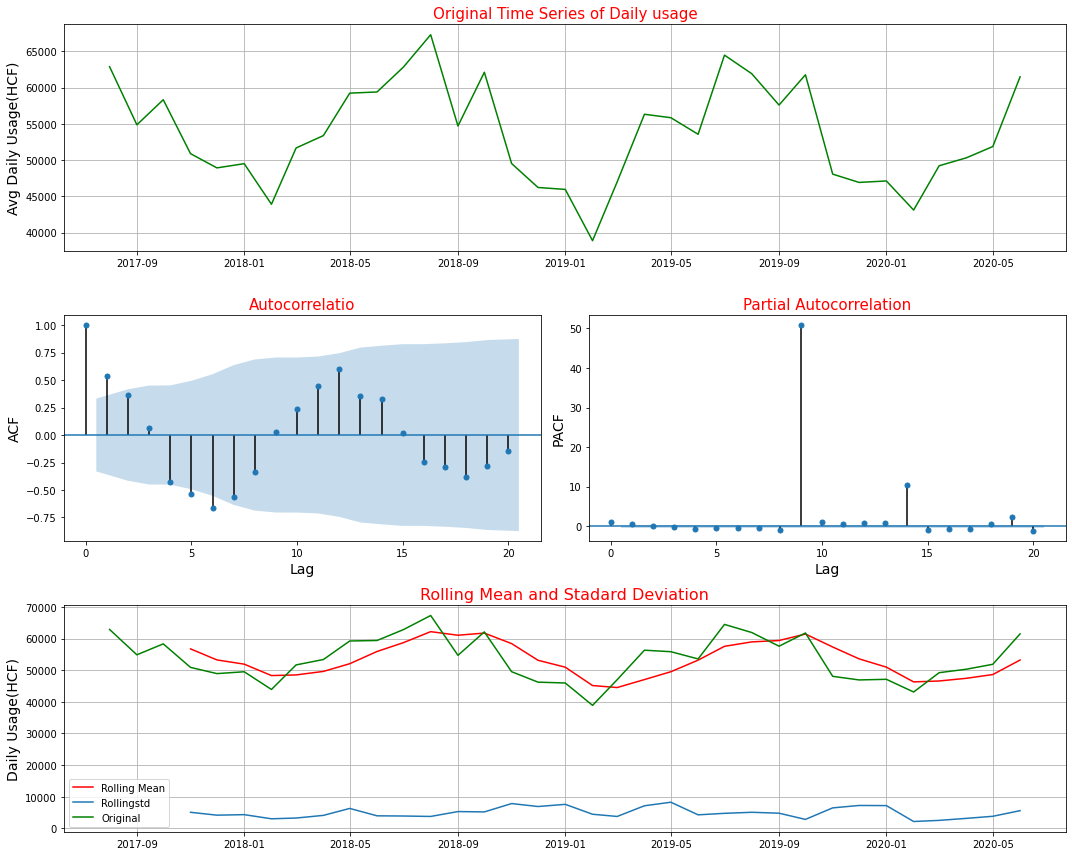 Original Time Series of Daily usage
Avg Daily Usage(HCF)
65000
60000
55000
50000
45000
40000
2017-09 2018-01 2018-05 2018-09 2019-01 2019-05 2019-09 2020-01 2020-05
Autocorrelatio
ACF
1.00
0.75
0.50
0.25
0.00
−0.25
−0.50
−0.75
0 5 10 15 20
Lag
Partial Autocorrelation
PACF
50
40
30
20
10
0
0 5 10 15 20
Lag
Rolling Mean and Stadard Deviation
Daily Usage(HCF)
70000
60000
50000
40000
30000
20000
10000
0
Rolling Mean
Rollingstd
Original
2017-09 2018-01 2018-05 2018-09 2019-01 2019-05 2019-09 2020-01 2020-05